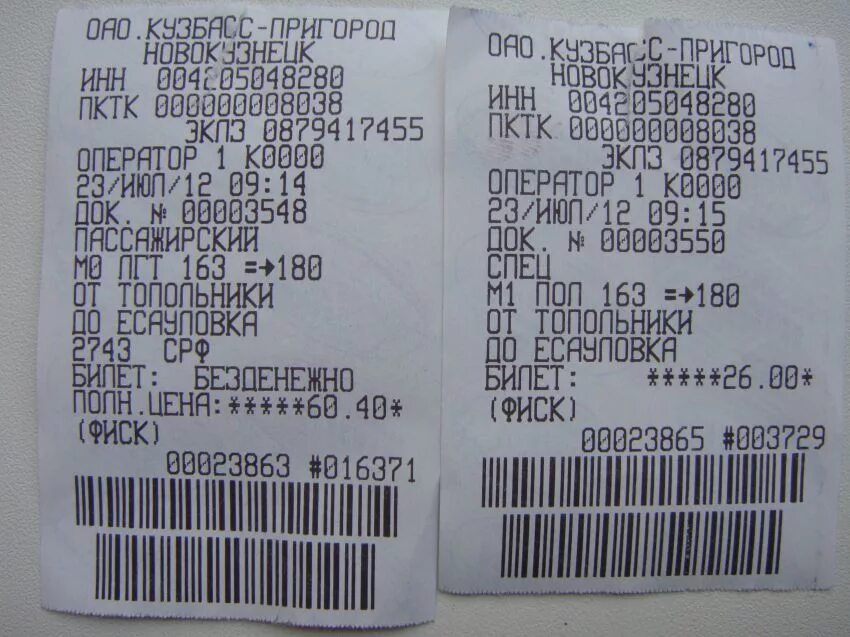 ОАО.КУЗБАСС-ПРИГОРОД
НОВОКУЗНЕЦК
ИНН 004205048280
ПКТК 000000008038
ЭКЛЗ 0879417455
ОПЕРАТОР 1 К0000
23/ИЮЛ/12 09:14
ДОК. № 00003548
ПАССАЖИРСКИЙ
М0 ЛГТ 163 =➔180
ОТ ТОПОЛЬНИКИ
ДО ЕСАУЛОВКА
2743 СРФ
БИЛЕТ: БЕЗДЕНЕЖНО
ПОЛН.ЦЕНА:*****60.40*
(ФИСК)
00023863 #016371
ОАО.КУЗБАСС-ПРИГОРОД
НОВОКУЗНЕЦК
ИНН 004205048280
ПКТК 000000008038
ЭКЛЗ 0879417455
ОПЕРАТОР 1 К0000
23/ИЮЛ/12 09:15
ДОК. № 00003550
СПЕЦ
М1 ПОЛ 163 =➔180
ОТ ТОПОЛЬНИКИ
ДО ЕСАУЛОВКА
БИЛЕТ: *****26.00*
(ФИСК)
00023865 #003729